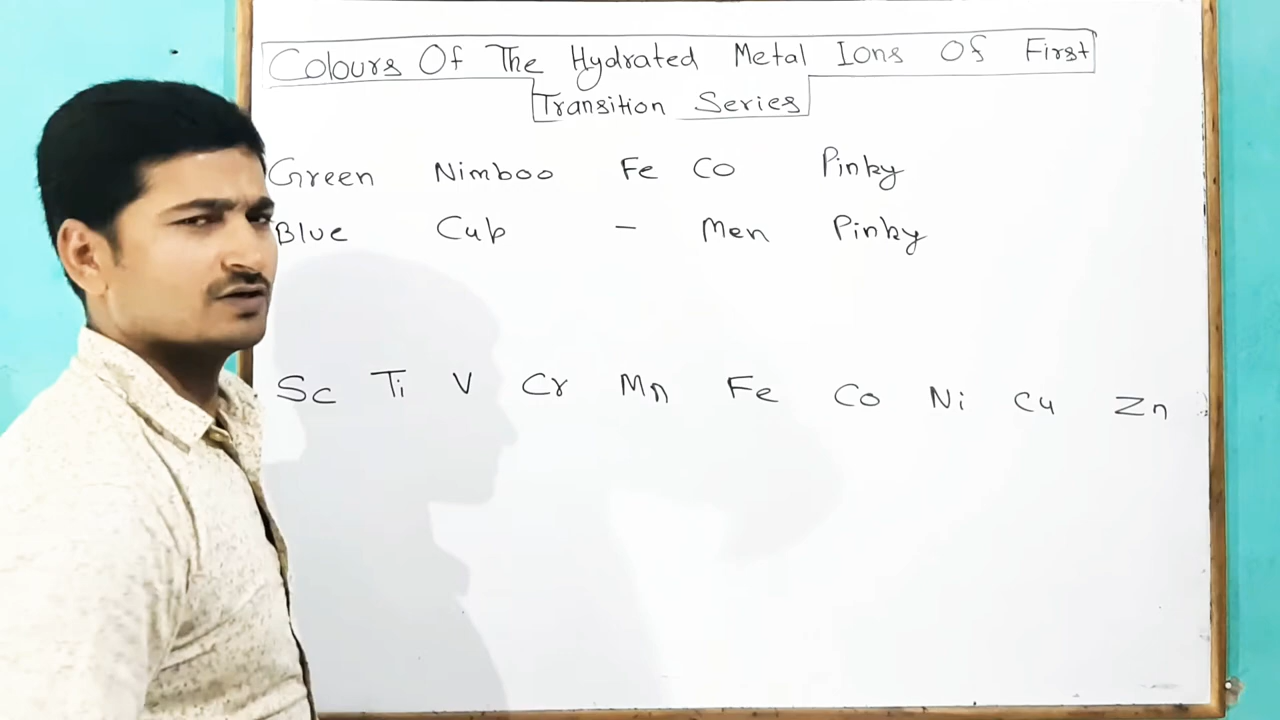 Colours Of The Hydrated Metal Ions Of First
Transition Series
Green Nimboo Fe Co Pinky
Blue Cub - Men Pinky
Sc Ti V Cr Mn Fe Co Ni Cu Zn